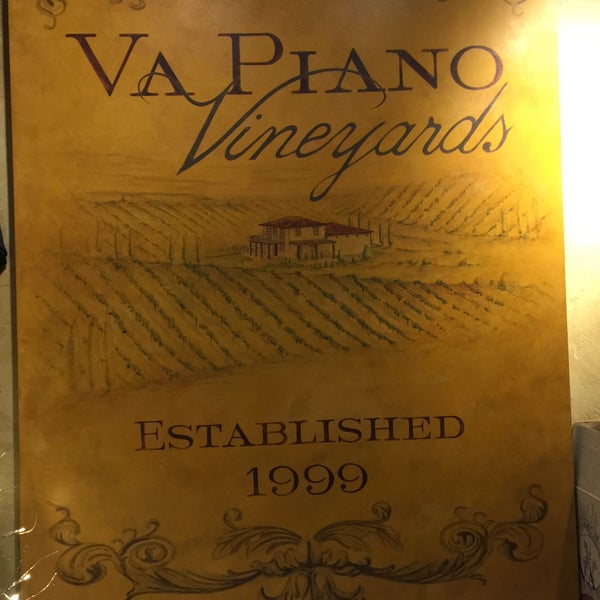 Va Piano
Vineyards
Established
1999